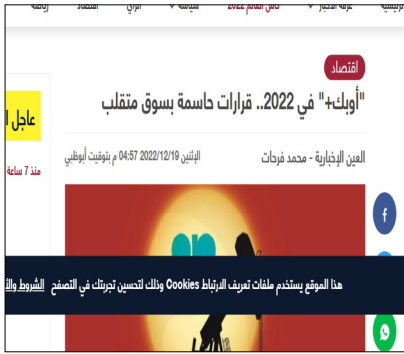 كأس العالم 2022
اقتصاد
"أوبك+" في 2022.. قرارات حاسمة بسوق متقلب
العين الإخبارية - محمد فرحات
الإثنين 2022/12/19 04:57 م بتوقيت أبوظبي
عاجل
منذ 7 ساعة
هذا الموقع يستخدم ملفات تعريف الارتباط Cookies وذلك لتحسين تجربتك في التصفح الشروط